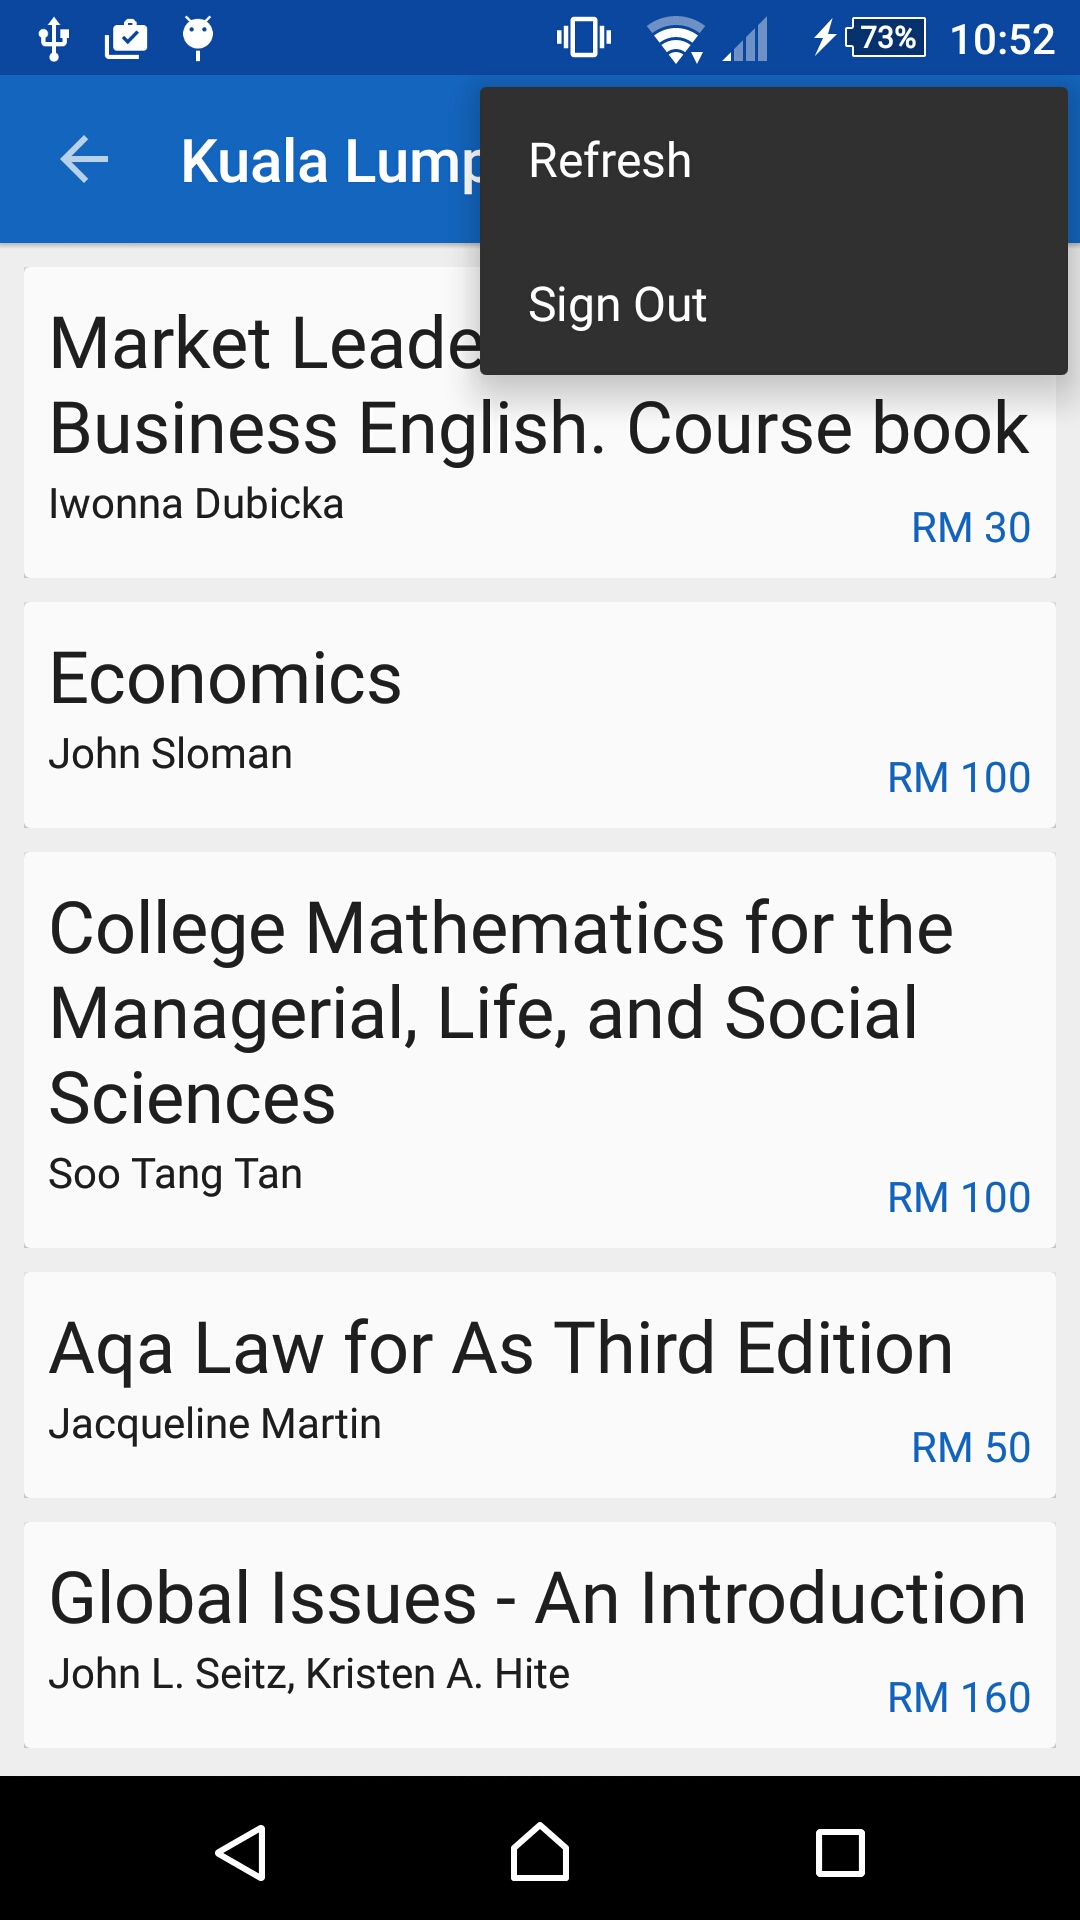 73% 10:52
Kuala Lump
Refresh
Sign Out
Market Leade
Business English. Course book
Iwonna Dubicka
RM 30
Economics
John Sloman
RM 100
College Mathematics for the
Managerial, Life, and Social
Sciences
Soo Tang Tan
RM 100
Aqa Law for As Third Edition
Jacqueline Martin
RM 50
Global Issues - An Introduction
John L. Seitz, Kristen A. Hite
RM 160